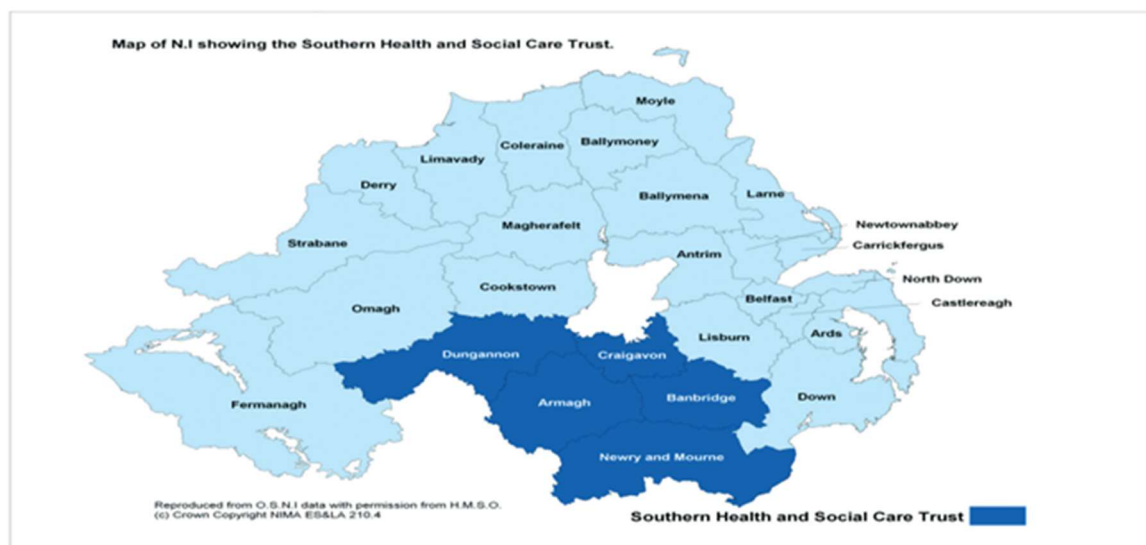 Map of N.I showing the Southern Health and Social Care Trust.
Moyle
Coleraine
Ballymoney
Limavady
Derry
Ballymena
Larne
Magherafelt
Newtownabbey
Strabane
Carrickfergus
Antrim
North Down
Cookstown
Belfast
Castlereagh
Omagh
Lisburn
Ards
Dungannon
Craigavon
Fermanagh
Armagh
Banbridge
Down
Newry and Mourne
Reproduced from O.S.N.I data with permission from H.M.S.O.
(c) Crown Copyright NIMA ES&LA 210.4
Southern Health and Social Care Trust